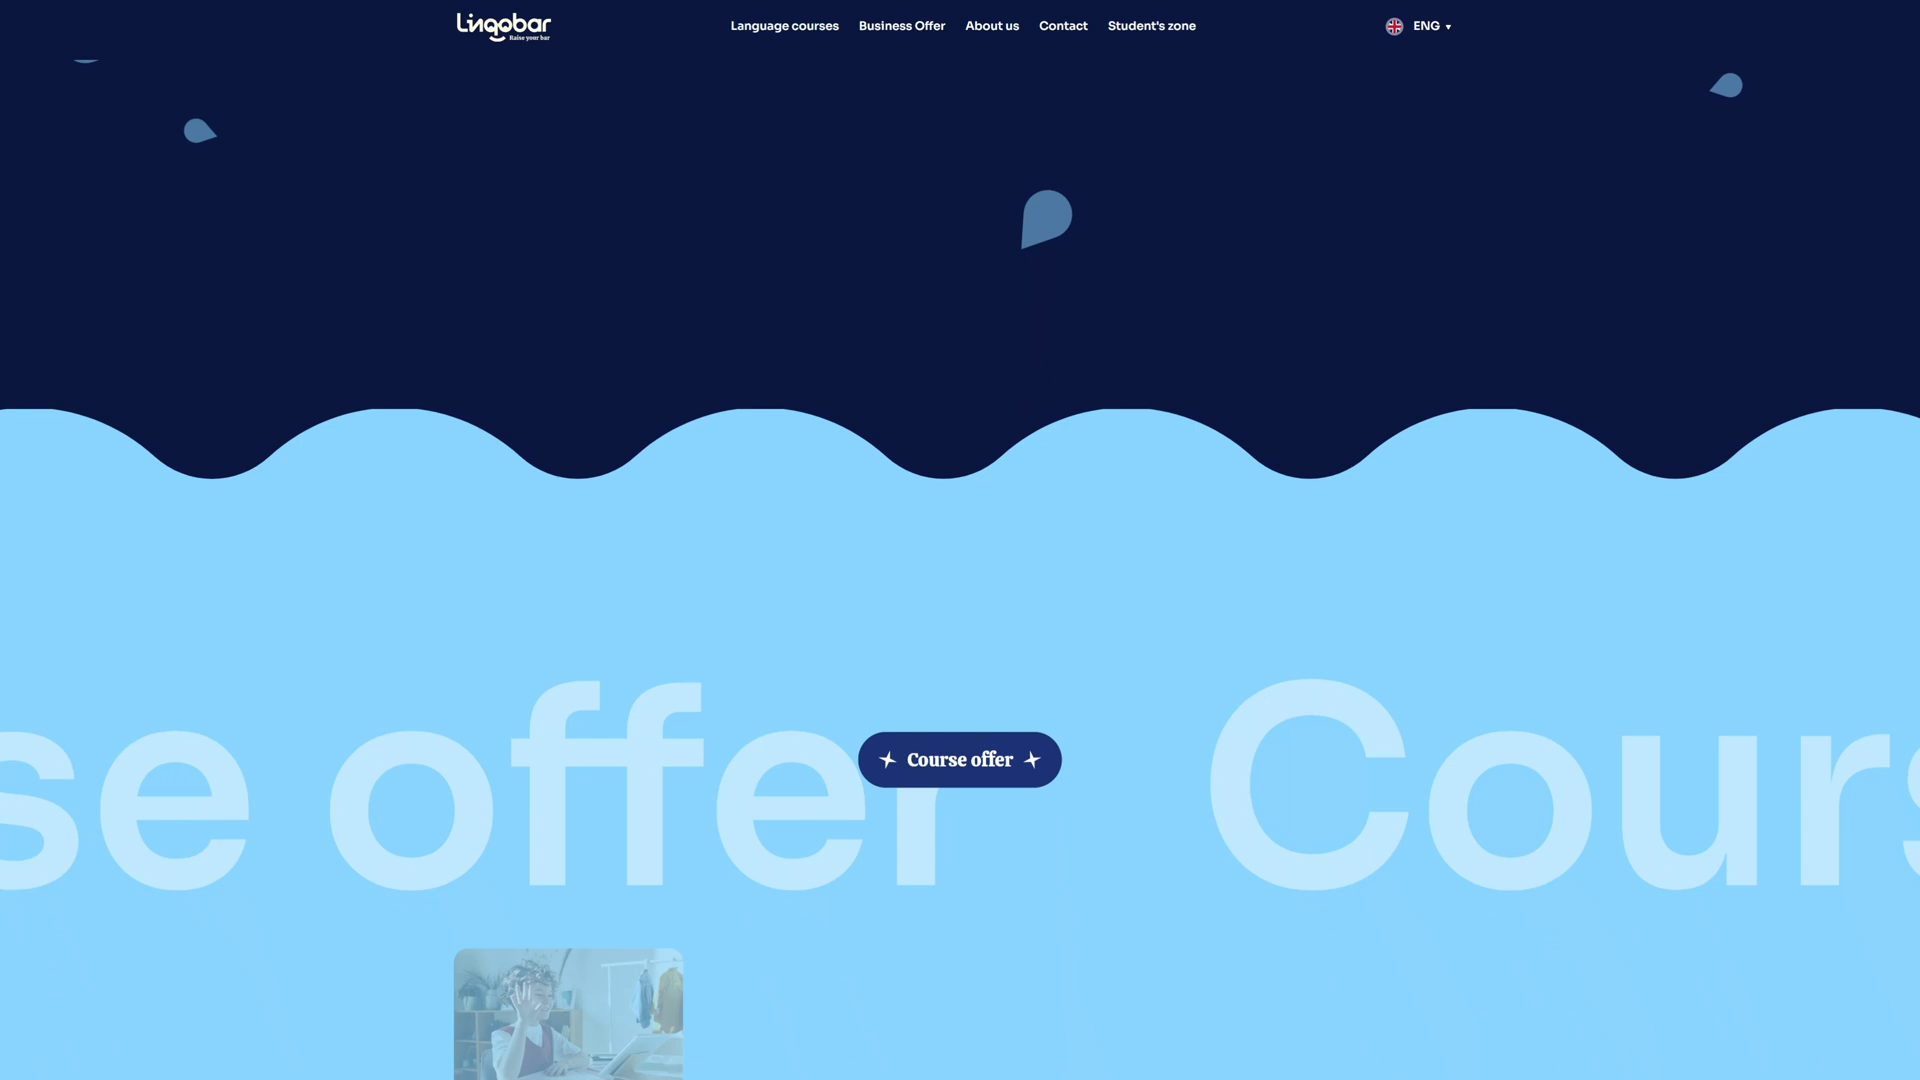 Lingobar
Raise your bar
Language courses
Business Offer
About us
Contact
Student's zone
ENG
se offer
Cours
Course offer